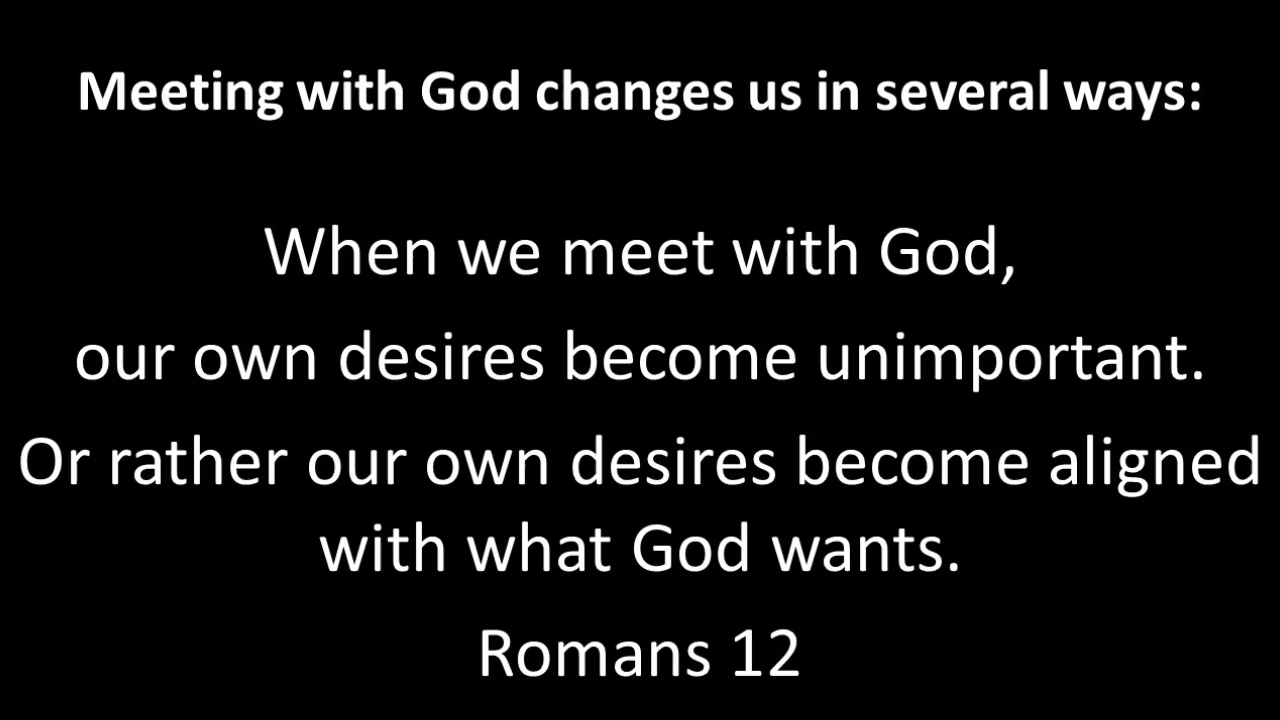 Meeting with God changes us in several ways:
When we meet with God,
our own desires become unimportant.
Or rather our own desires become aligned
with what God wants.
Romans 12